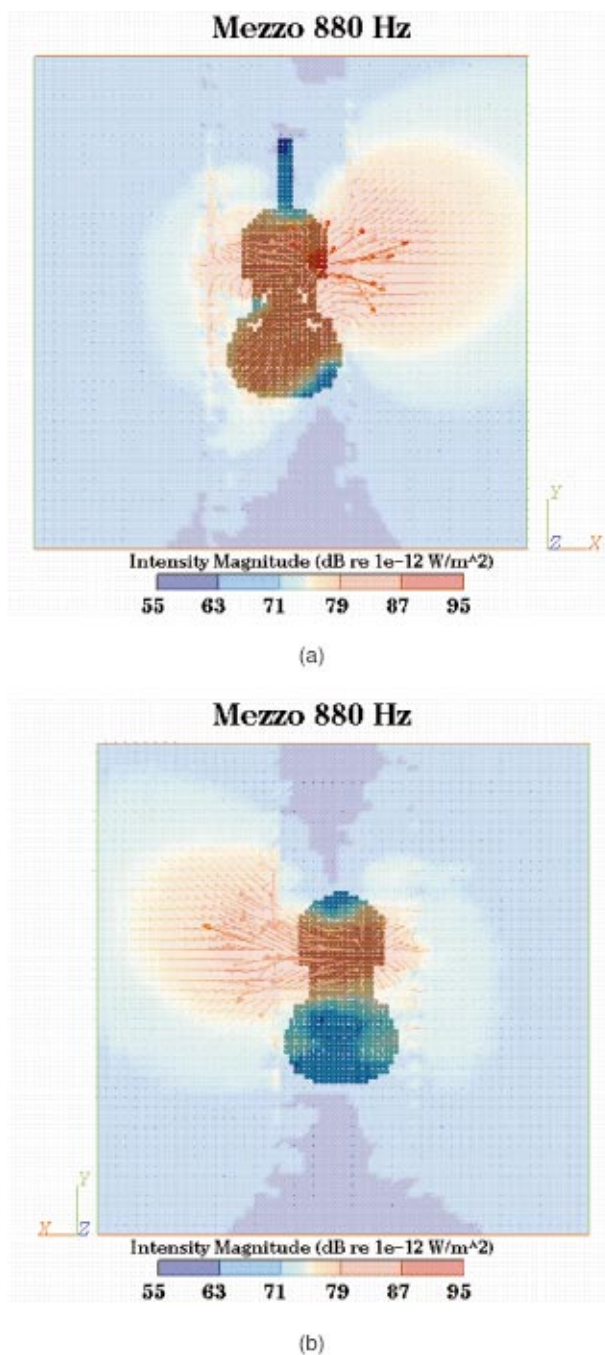 Mezzo 880 Hz
Y
Z X
Intensity Magnitude (dB re 1e-12 W/m^2)
55 63 71 79 87 95
(a)
Mezzo 880 Hz
Y
X Z
Intensity Magnitude (dB re 1e-12 W/m^2)
55 63 71 79 87 95
(b)